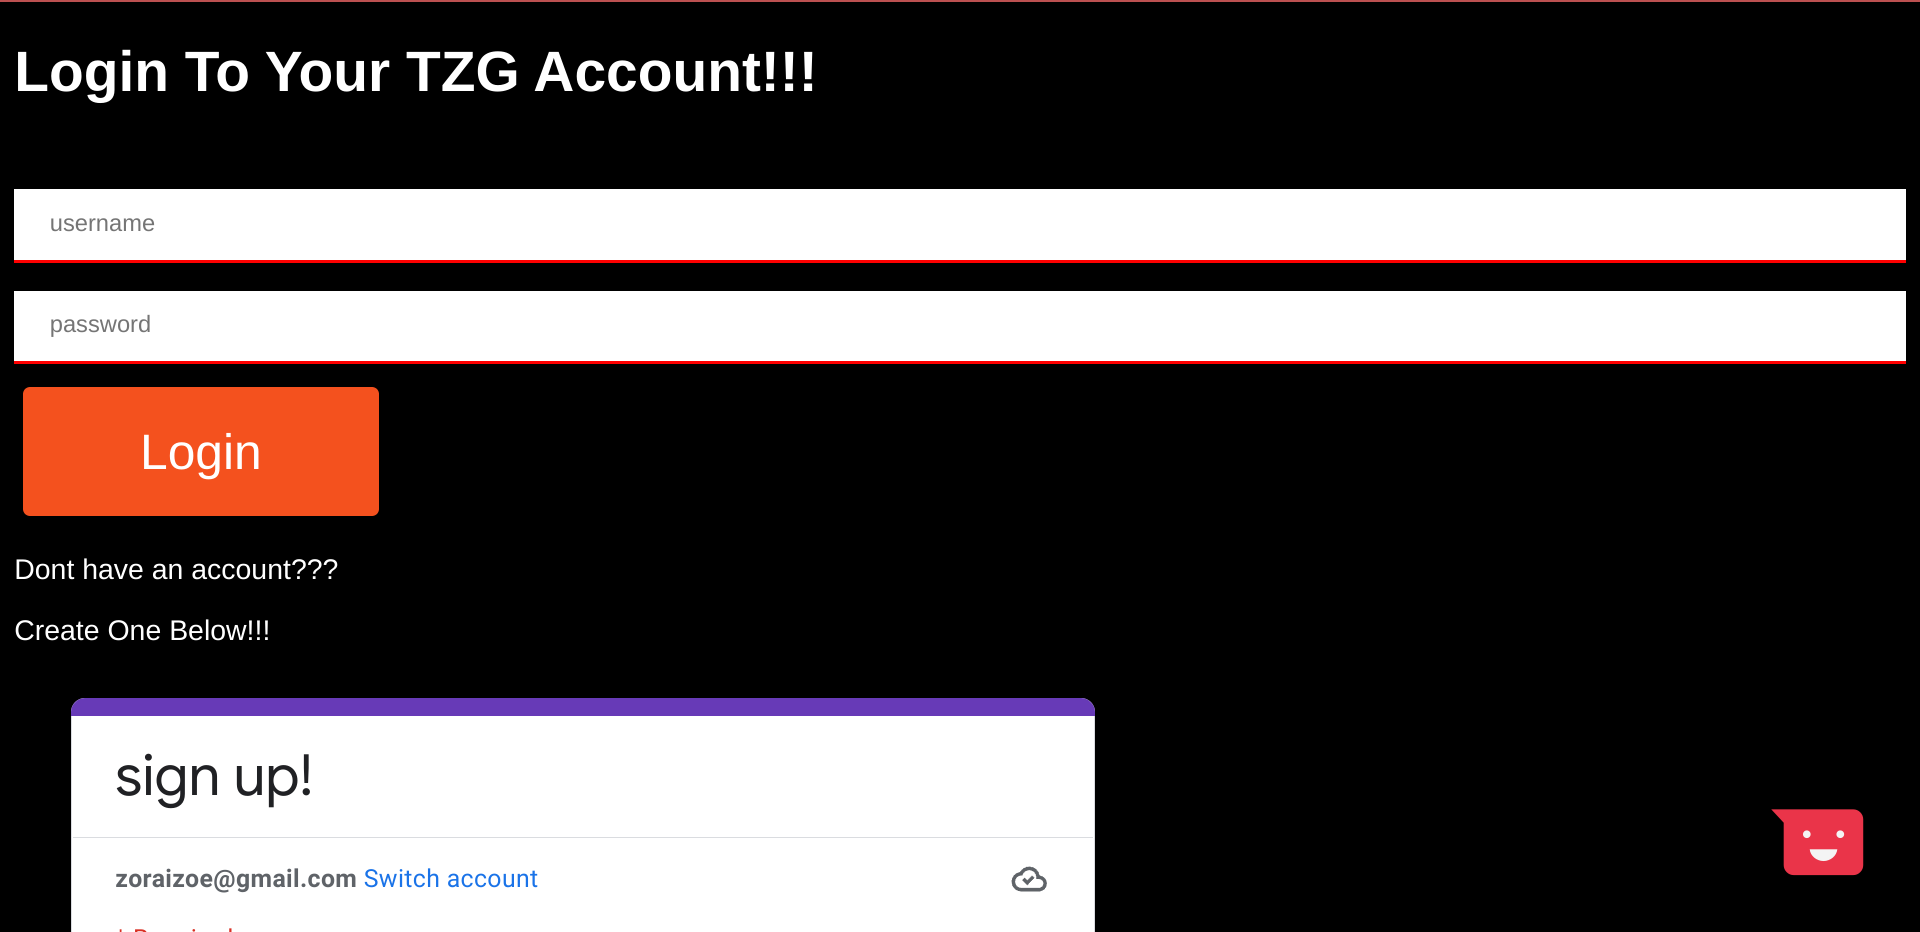 Login To Your TZG Account!!!
username
password
Login
Dont have an account???
Create One Below!!!
sign up!
zoraizoe@gmail.com Switch account